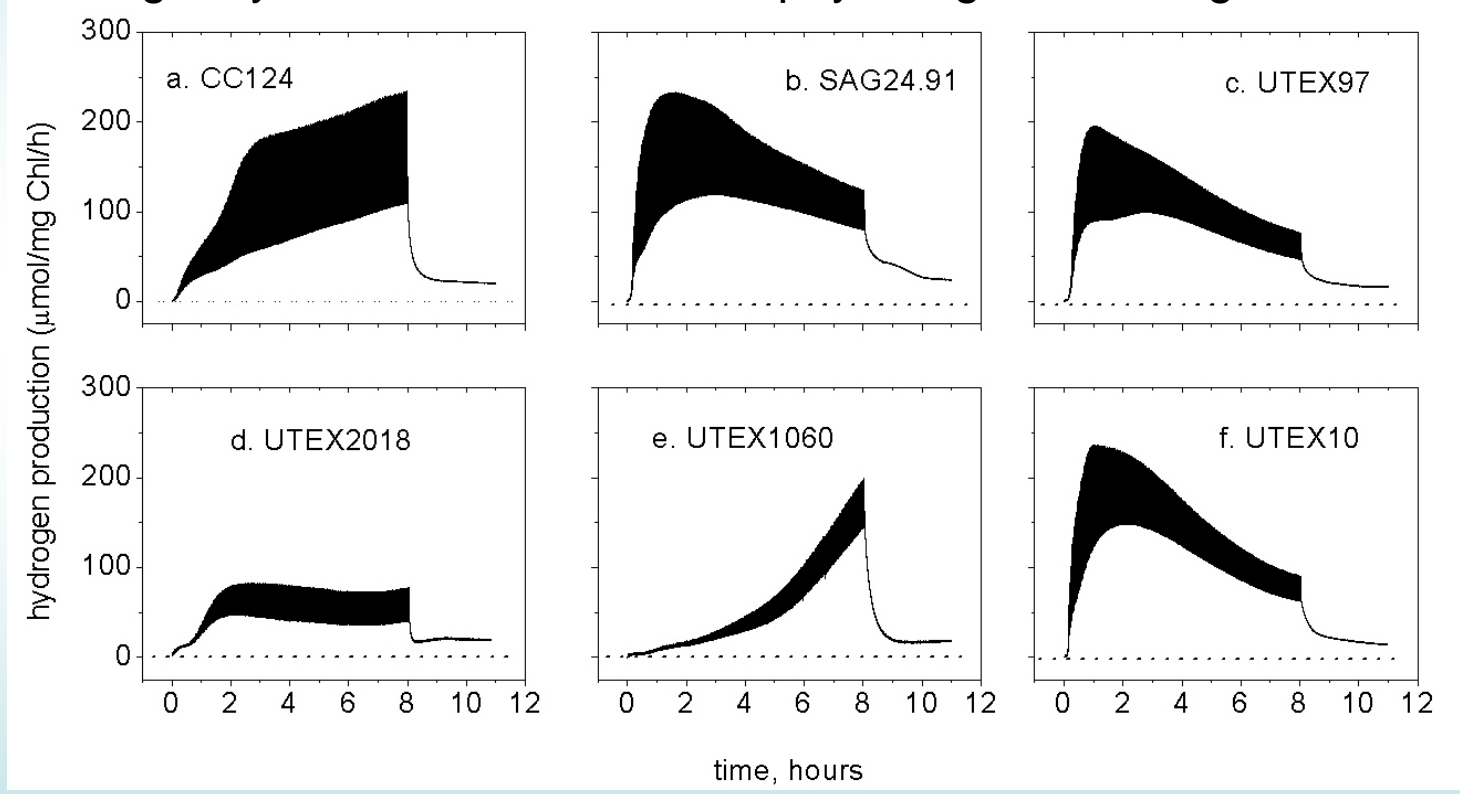 300
200
100
0
a. CC124
b. SAG24.91
c. UTEX97
hydrogen production (μmol/mg Chl/h)
300
200
100
0
d. UTEX2018
e. UTEX1060
f. UTEX10
0 2 4 6 8 10 12
0 2 4 6 8 10 12
0 2 4 6 8 10 12
time, hours